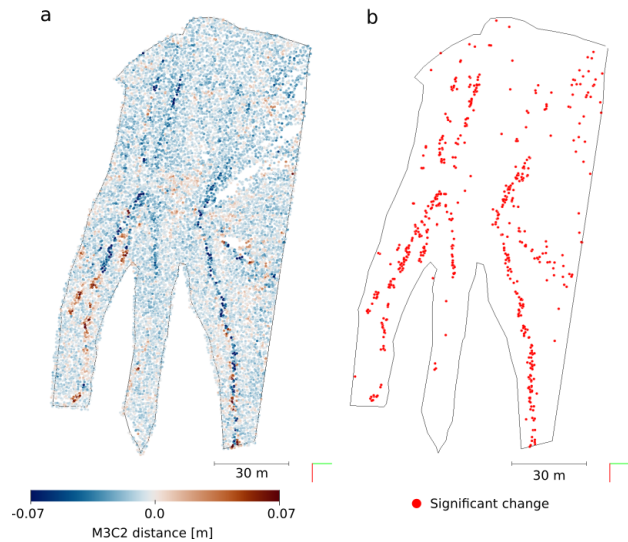 a
b
30 m
30 m
-0.07
0.0
0.07
M3C2 distance [m]
Significant change